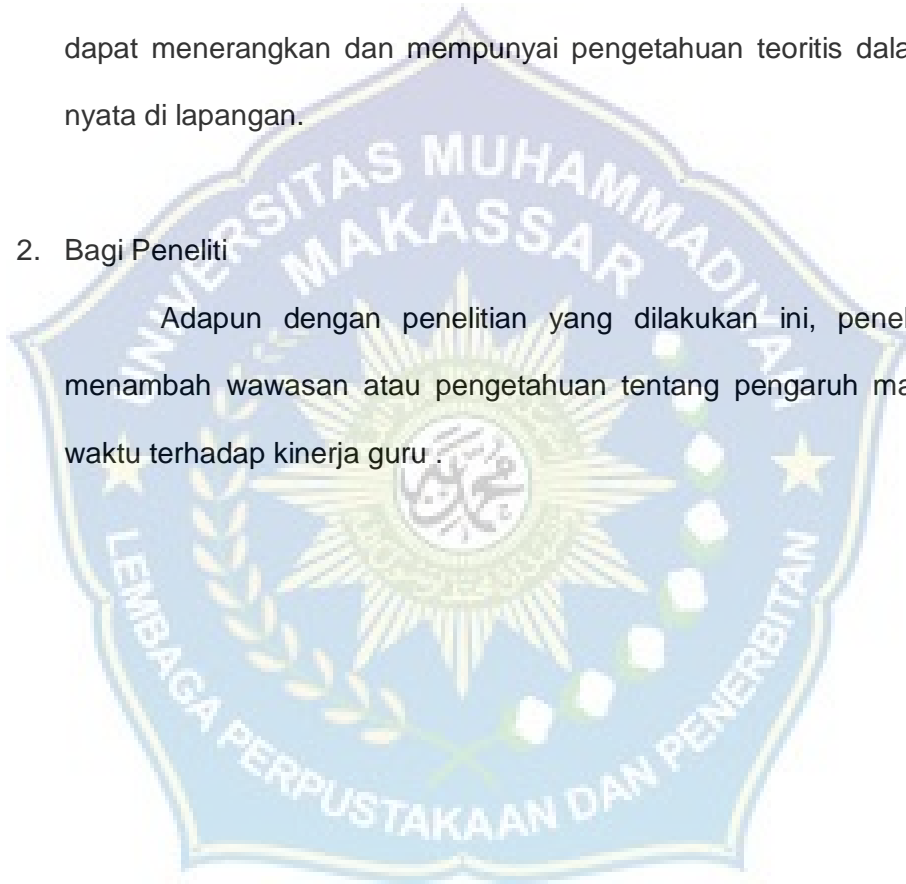 dapat menerangkan dan mempunyai pengetahuan teoritis dala
nyata di lapangan.
2. Bagi Peneliti
Adapun dengan penelitian yang dilakukan ini, penel
menambah wawasan atau pengetahuan tentang pengaruh ma
waktu terhadap kinerja guru .
UNIVERSITAS MUHAMMADIYAH
MAKASSAR
LEMBAGA PERPUSTAKAAN DAN PENERBITAN